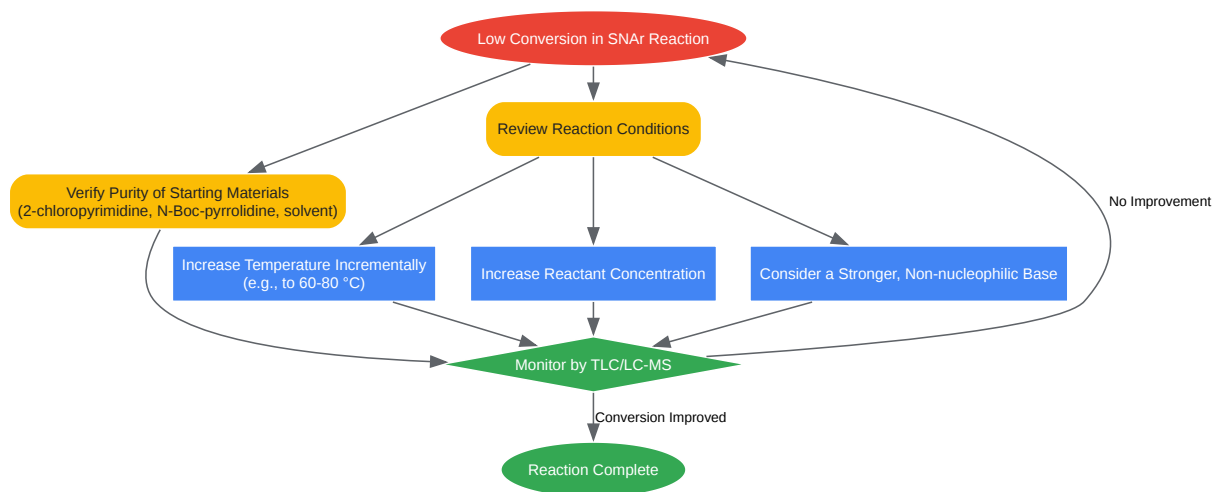 Low Conversion in SNAr Reaction
Review Reaction Conditions
Verify Purity of Starting Materials
(2-chloropyrimidine, N-Boc-pyrrolidine, solvent)
No Improvement
Increase Temperature Incrementally
(e.g., to 60-80 °C)
Increase Reactant Concentration
Consider a Stronger, Non-nucleophilic Base
Monitor by TLC/LC-MS
Conversion Improved
Reaction Complete